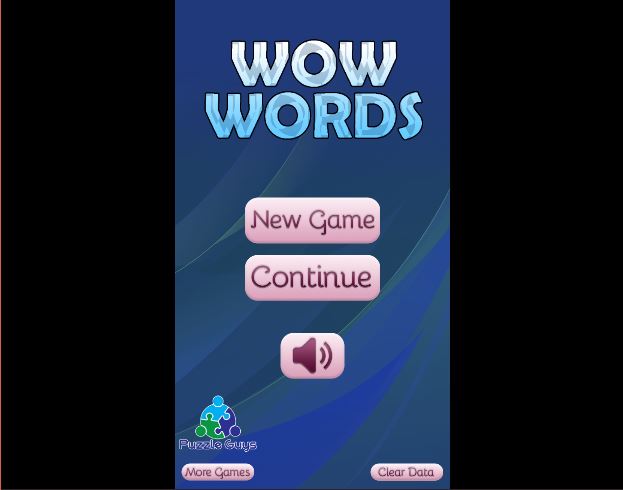 WOW
WORDS
New Game
Continue
Puzzle Guys
More Games
Clear Data